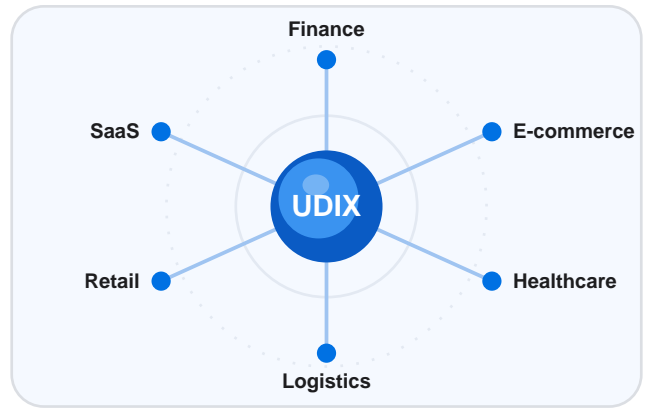 Finance
SaaS
E-commerce
UDIX
Retail
Healthcare
Logistics